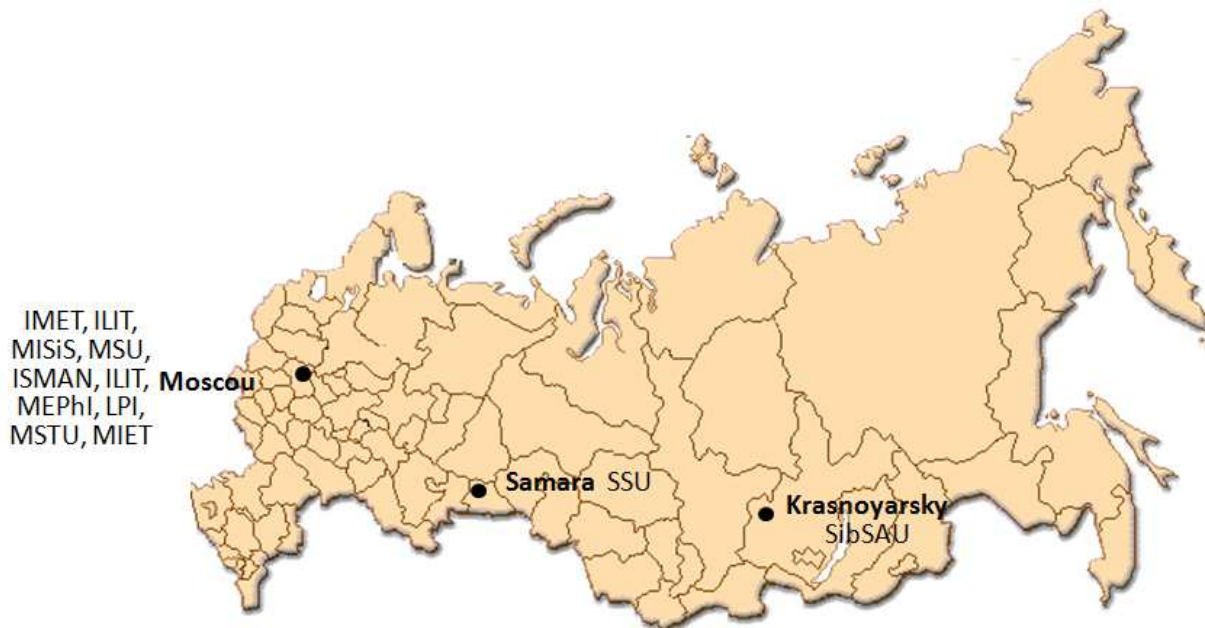 IMET, ILIT,
MISiS, MSU,
ISMAN, ILIT,
MEPhI, LPI,
MSTU, MIET
Moscou
Samara SSU
Krasnoyarsky
SibSAU